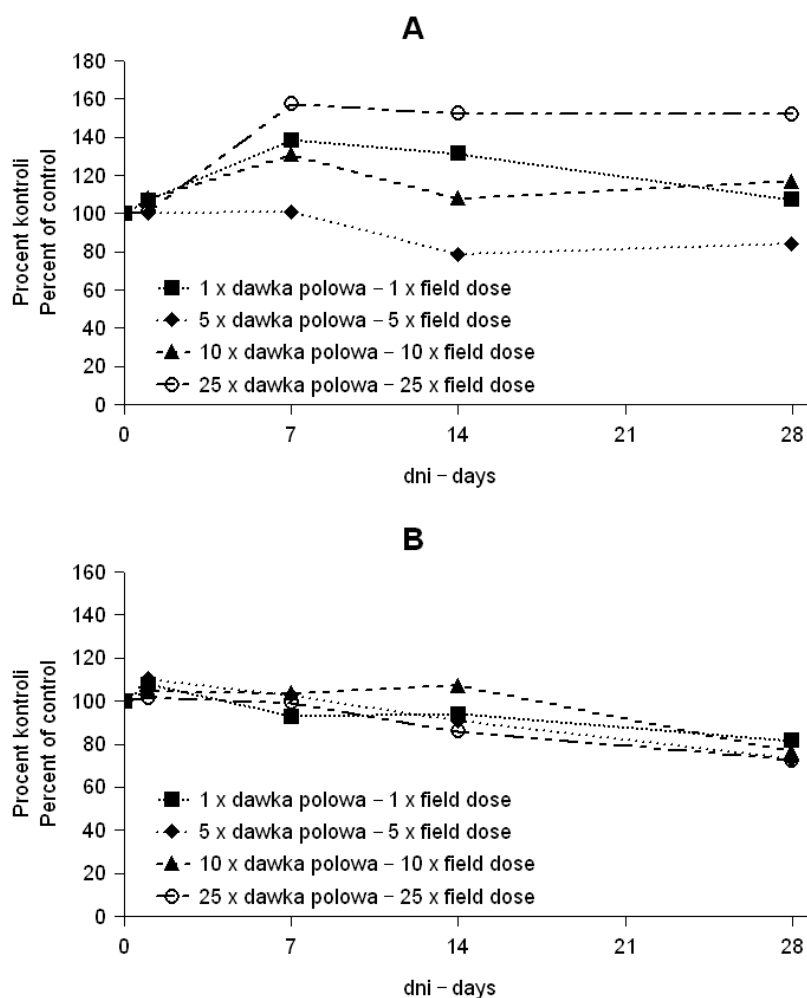 A
180
160
140
120
100
80
60
40
20
0
Procent kontroli
Percent of control
1 x dawka polowa – 1 x field dose
5 x dawka polowa – 5 x field dose
10 x dawka polowa – 10 x field dose
25 x dawka polowa – 25 x field dose
0 7 14 21 28
dni – days
B
160
140
120
100
80
60
40
20
0
Procent kontroli
Percent of control
1 x dawka polowa – 1 x field dose
5 x dawka polowa – 5 x field dose
10 x dawka polowa – 10 x field dose
25 x dawka polowa – 25 x field dose
0 7 14 21 28
dni – days